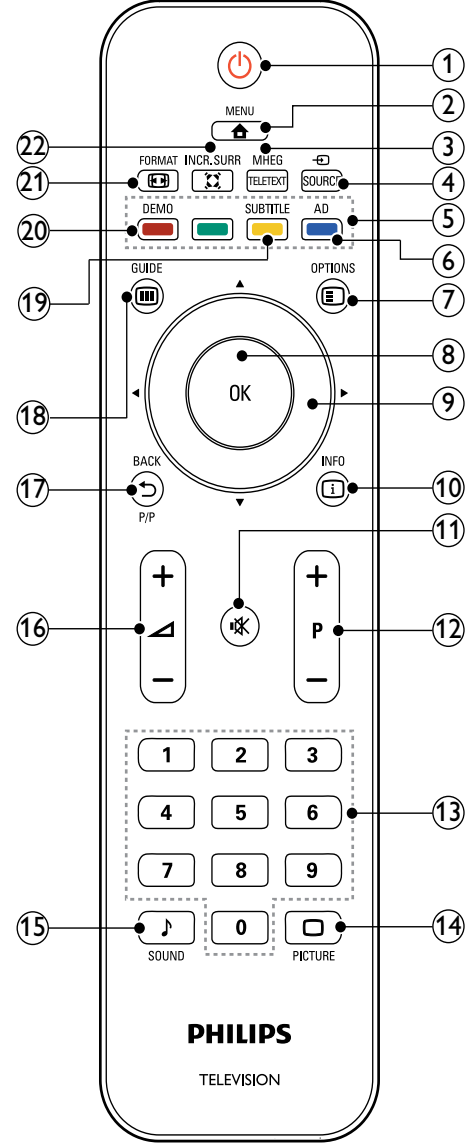 1
MENU
2
22
3
FORMAT INCR.SURR MHEG
TELETEXT SOURCE
21
4
DEMO SUBTITLE AD
5
20
6
GUIDE OPTIONS
19
7
8
OK
18
9
BACK INFO
17
10
P/P
11
+ +
16
P
12
− −
1 2 3
4 5 6
13
7 8 9
15
0
14
SOUND PICTURE
PHILIPS
TELEVISION